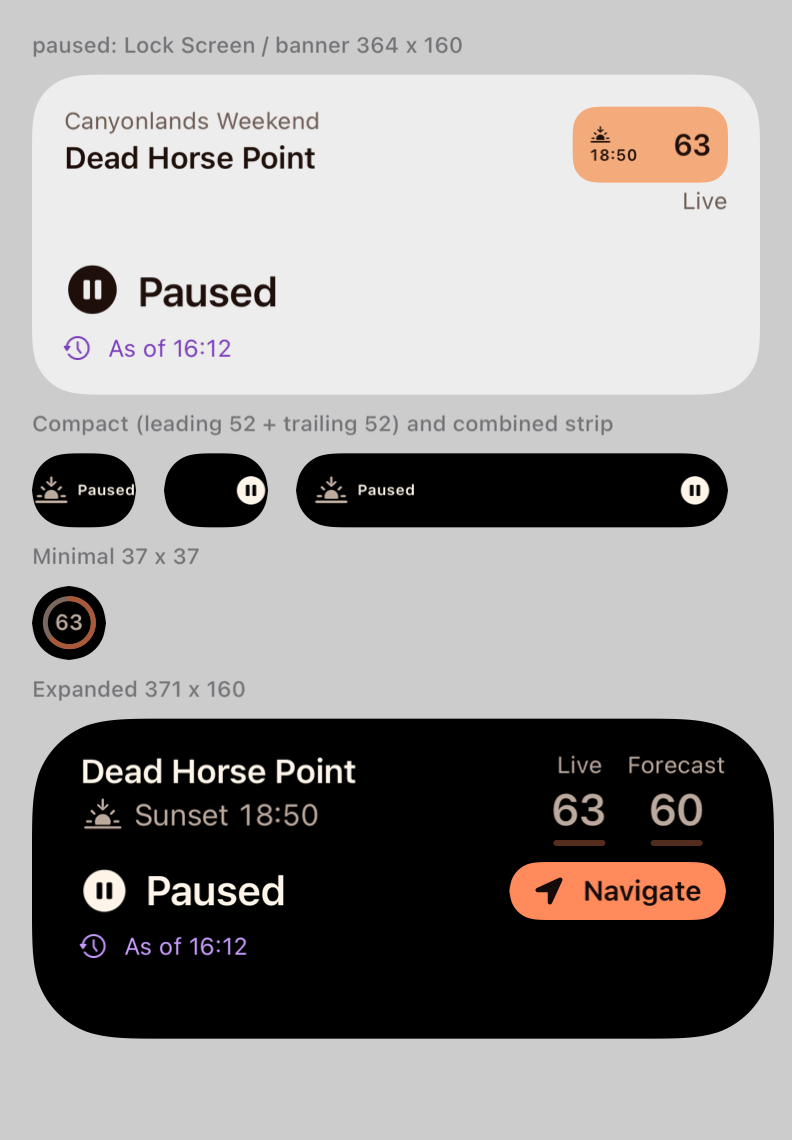 paused: Lock Screen / banner 364 x 160
Canyonlands Weekend
Dead Horse Point
18:50
63
Live
Paused
As of 16:12
Compact (leading 52 + trailing 52) and combined strip
Paused
Paused
Minimal 37 x 37
63
Expanded 371 x 160
Dead Horse Point
Sunset 18:50
Live Forecast
63 60
Paused
Navigate
As of 16:12